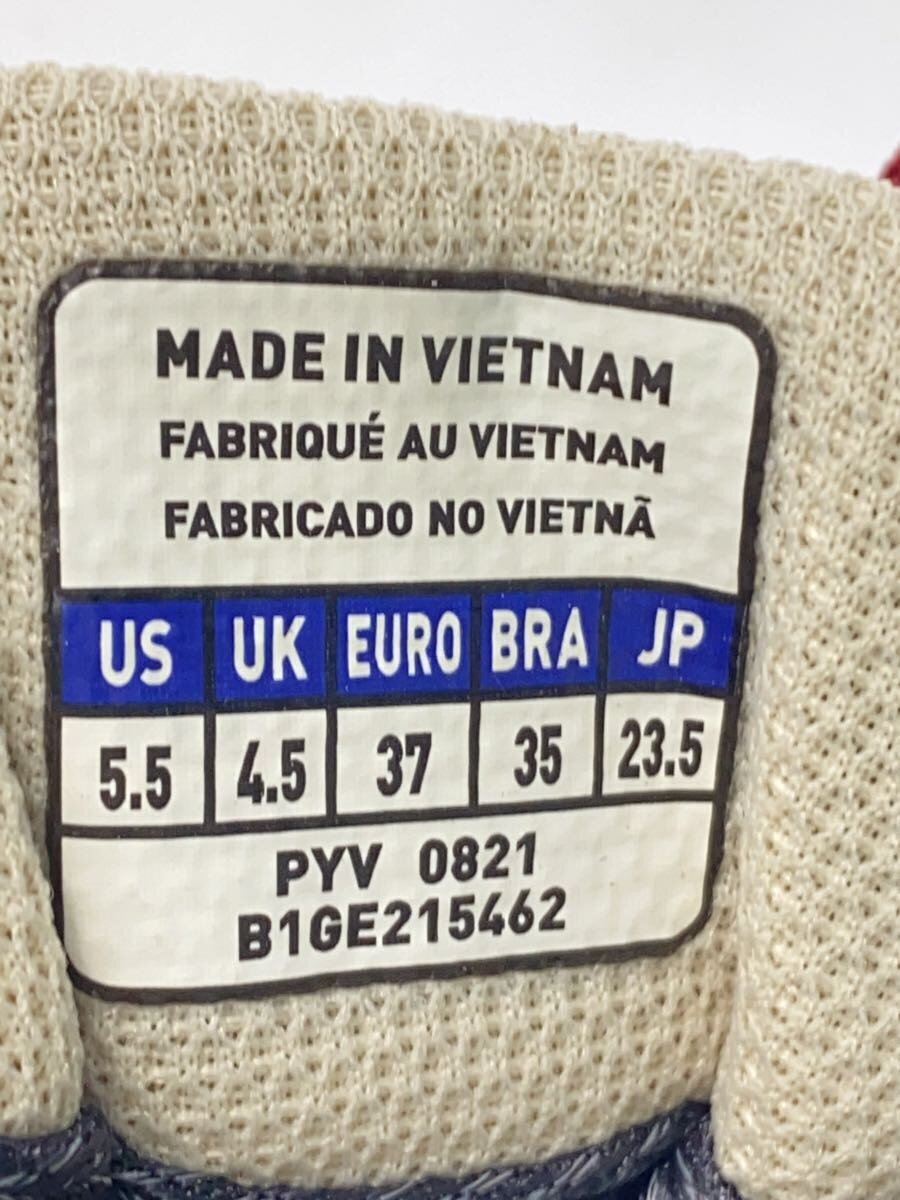 MADE IN VIETNAM
FABRIQUÉ AU VIETNAM
FABRICADO NO VIETNÃ
US UK EURO BRA JP
5.5 4.5 37 35 23.5
PYV 0821
B1GE215462